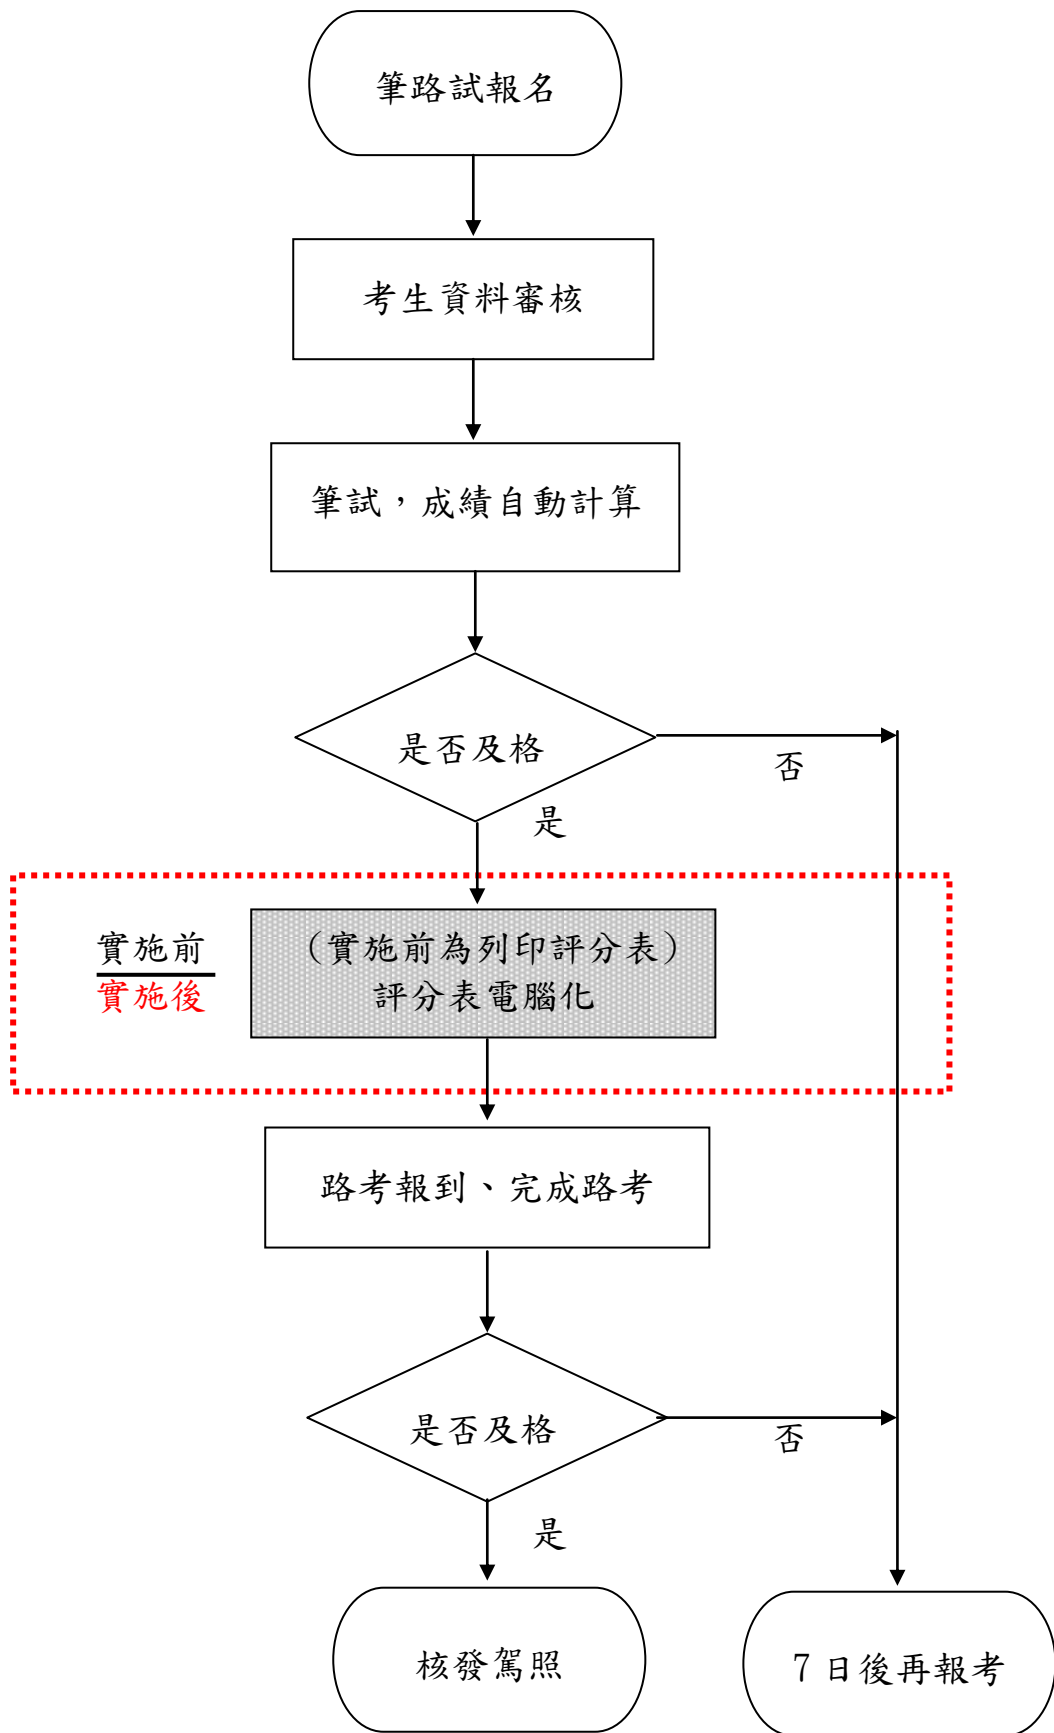 筆路試報名
考生資料審核
筆試，成績自動計算
是否及格
否
是
實施前
實施後
（實施前為列印評分表）
評分表電腦化
路考報到、完成路考
是否及格
否
是
核發駕照
7 日後再報考